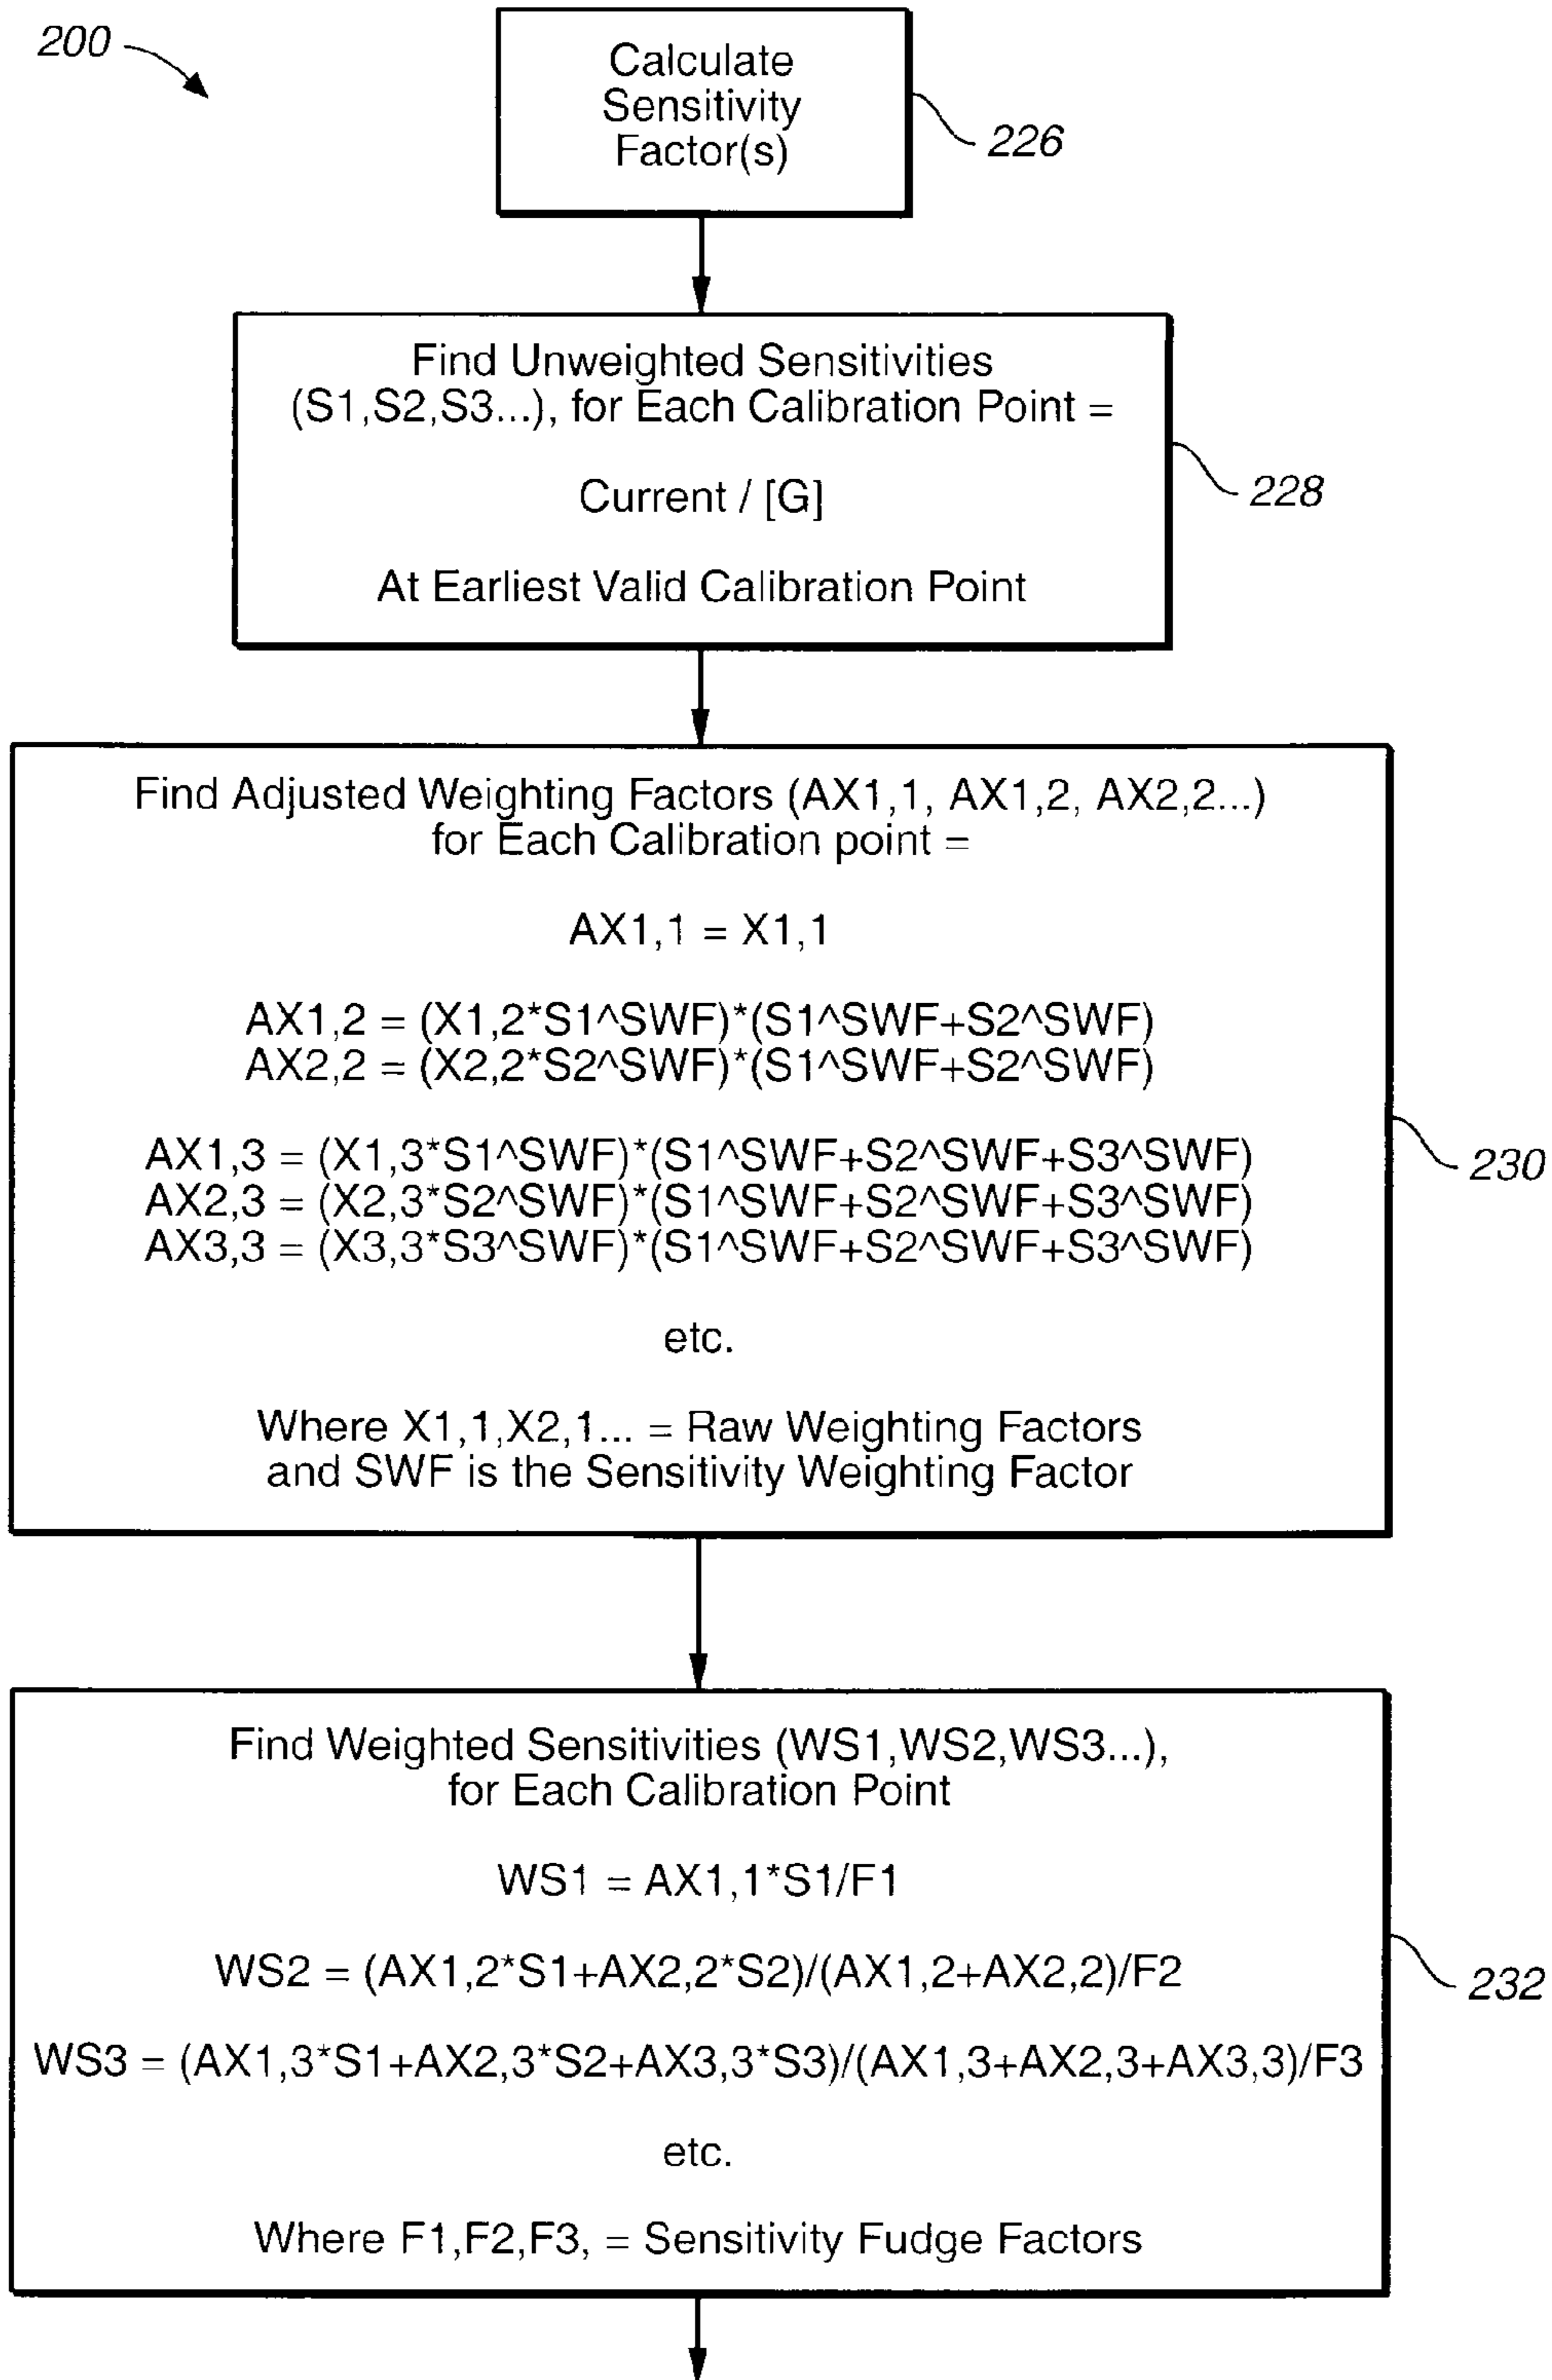 200
Calculate
Sensitivity
Factor(s)
226
Find Unweighted Sensitivities
(S1,S2,S3...), for Each Calibration Point =
Current / [G]
At Earliest Valid Calibration Point
228
Find Adjusted Weighting Factors (AX1,1, AX1,2, AX2,2...)
for Each Calibration point =
AX1,1 = X1,1
AX1,2 = (X1,2*S1^SWF)*(S1^SWF+S2^SWF)
AX2,2 = (X2,2*S2^SWF)*(S1^SWF+S2^SWF)
AX1,3 = (X1,3*S1^SWF)*(S1^SWF+S2^SWF+S3^SWF)
AX2,3 = (X2,3*S2^SWF)*(S1^SWF+S2^SWF+S3^SWF)
AX3,3 = (X3,3*S3^SWF)*(S1^SWF+S2^SWF+S3^SWF)
etc.
Where X1,1,X2,1... = Raw Weighting Factors
and SWF is the Sensitivity Weighting Factor
230
Find Weighted Sensitivities (WS1,WS2,WS3...),
for Each Calibration Point
WS1 = AX1,1*S1/F1
WS2 = (AX1,2*S1+AX2,2*S2)/(AX1,2+AX2,2)/F2
WS3 = (AX1,3*S1+AX2,3*S2+AX3,3*S3)/(AX1,3+AX2,3+AX3,3)/F3
etc.
Where F1,F2,F3, = Sensitivity Fudge Factors
232